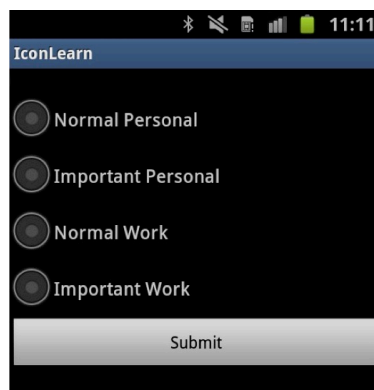 11:11
IconLearn
Normal Personal
Important Personal
Normal Work
Important Work
Submit